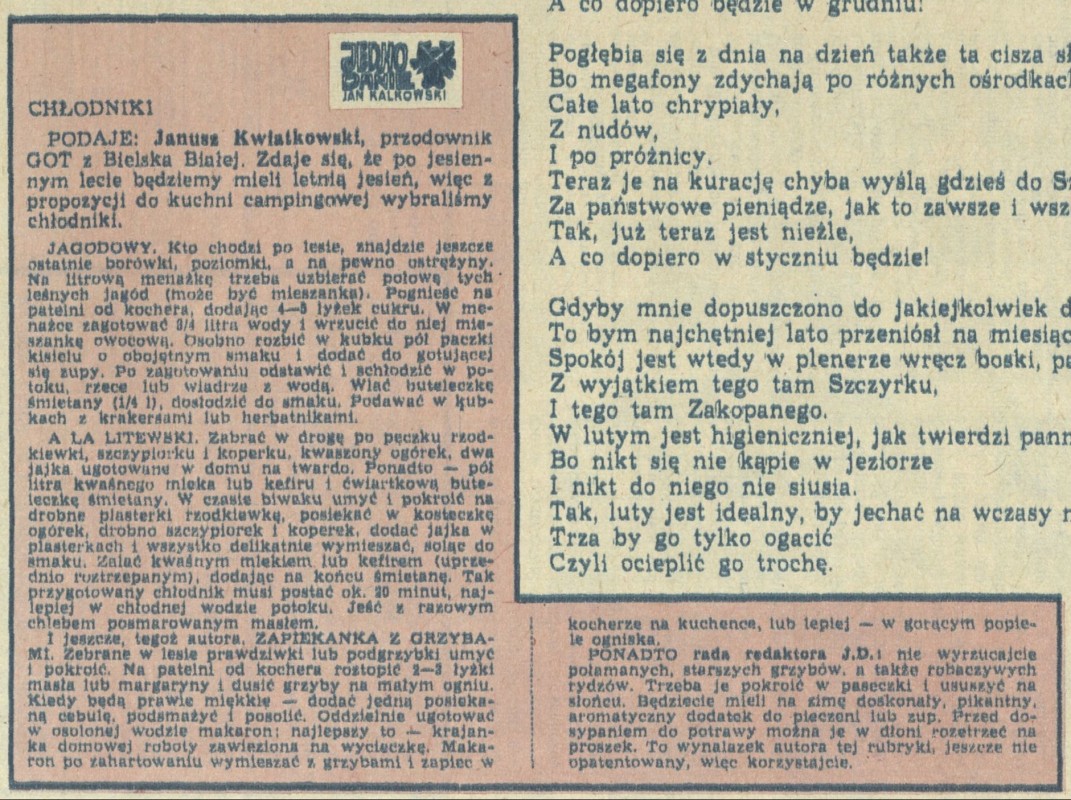 JEDNO
DANIE
JAN KALKOWSKI
CHŁODNIKI
PODAJE: Janusz Kwiatkowski, przodownik
GOT z Bielska Białej. Zdaje się, że po jesien-
nym lecie będziemy mieli letnią jesień, więc z
propozycji do kuchni campingowej wybraliśmy
chłodniki.
JAGODOWY. Kto chodzi po lesie, znajdzie jeszcze
ostatnie borówki, poziomki, a na pewno ostrężyny.
Na litrową menażkę trzeba uzbierać połowę tych
leśnych jagód (może być mieszanka). Pognieść na
patelni od kochera, dodając 4—5 łyżek cukru. W me-
nażce zagotować 3/4 litra wody i wrzucić do niej mie-
szankę owocową. Osobno rozbić w kubku pół paczki
kisielu o obojętnym smaku i dodać do gotującej
się zupy. Po zagotowaniu odstawić i schłodzić w po-
toku, rzece lub wiadrze z wodą. Wlać buteleczkę
śmietany (1/4 l), dosłodzić do smaku. Podawać w kub-
kach z krakersami lub herbatnikami.
A LA LITEWSKI. Zabrać w drogę po pęczku rzod-
kiewki, szczypiorku i koperku, kwaszony ogórek, dwa
jajka ugotowane w domu na twardo. Ponadto — pół
litra kwaśnego mleka lub kefiru i ćwiartkową bute-
leczkę śmietany. W czasie biwaku umyć i pokroić na
drobne plasterki rzodkiewkę, posiekać w kosteczkę
ogórek, drobno szczypiorek i koperek, dodać jajka w
plasterkach i wszystko delikatnie wymieszać, soląc do
smaku. Zalać kwaśnym mlekiem lub kefirem (uprze-
dnio roztrzepanym), dodając na końcu śmietanę. Tak
przygotowany chłodnik musi postać ok. 20 minut, naj-
lepiej w chłodnej wodzie potoku. Jeść z razowym
chlebem posmarowanym masłem.
I jeszcze, tegoż autora, ZAPIEKANKA Z GRZYBA-
MI. Zebrane w lesie prawdziwki lub podgrzybki umyć
i pokroić. Na patelni od kochera roztopić 2—3 łyżki
masła lub margaryny i dusić grzyby na małym ogniu.
Kiedy będą prawie miękkie — dodać jedną posieka-
ną cebulę, podsmażyć i posolić. Oddzielnie ugotować
w osolonej wodzie makaron; najlepszy to — krajan-
ka domowej roboty zawieziona na wycieczkę. Maka-
ron po zahartowaniu wymieszać z grzybami i zapiec w
kocherze na kuchence, lub lepiej — w gorącym popie-
le ogniska.
PONADTO rada redaktora J.D.: nie wyrzucajcie
połamanych, starszych grzybów, a także robaczywych
rydzów. Trzeba je pokroić w paseczki i ususzyć na
słońcu. Będziecie mieli na zimę doskonały, pikantny,
aromatyczny dodatek do pieczeni lub zup. Przed do-
sypaniem do potrawy można je w dłoni rozetrzeć na
proszek. To wynalazek autora tej rubryki, jeszcze nie
opatentowany, więc korzystajcie.
A co dopiero będzie w grudniu!
Pogłębia się z dnia na dzień także ta cisza
Bo megafony zdychają po różnych ośrodkach
Całe lato chrypiały,
Z nudów,
I po próżnicy.
Teraz je na kurację chyba wyślą gdzieś do
Za państwowe pieniądze, jak to zawsze i
Tak, już teraz jest nieźle,
A co dopiero w styczniu będzie!
Gdyby mnie dopuszczono do jakiejkolwiek
To bym najchętniej lato przeniósł na miesiąc
Spokój jest wtedy w plenerze wręcz boski,
Z wyjątkiem tego tam Szczyrku,
I tego tam Zakopanego.
W lutym jest higieniczniej, jak twierdzi
Bo nikt się nie kąpie w jeziorze
I nikt do niego nie siusia.
Tak, luty jest idealny, by jechać na wczasy
Trza by go tylko ogacić
Czyli ocieplić go trochę.